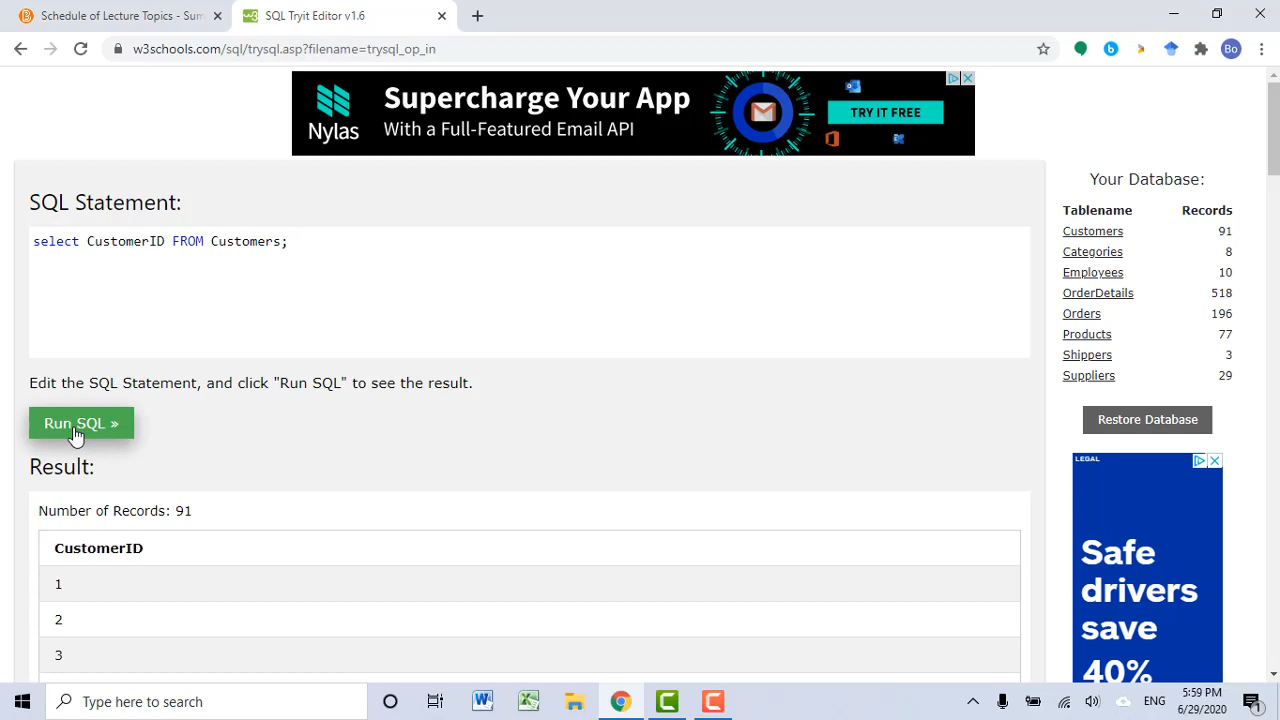 Schedule of Lecture Topics - Sum
SQL Tryit Editor v1.6
w3schools.com/sql/trysql.asp?filename=trysql_op_in
Bo
Nylas
Supercharge Your App
With a Full-Featured Email API
TRY IT FREE
SQL Statement:
select CustomerID FROM Customers;
Edit the SQL Statement, and click "Run SQL" to see the result.
Run SQL »
Result:
Number of Records: 91
CustomerID
1
2
3
Your Database:
Tablename Records
Customers 91
Categories 8
Employees 10
OrderDetails 518
Orders 196
Products 77
Shippers 3
Suppliers 29
Restore Database
LEGAL
Safe
drivers
save
40%
Type here to search
ENG
5:59 PM
6/29/2020
1